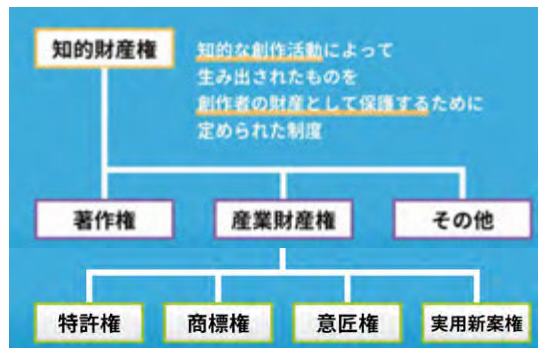 知的財産権
知的な創作活動によって
生み出されたものを
創作者の財産として保護するために
定められた制度
著作権
産業財産権
その他
特許権
商標権
意匠権
実用新案権